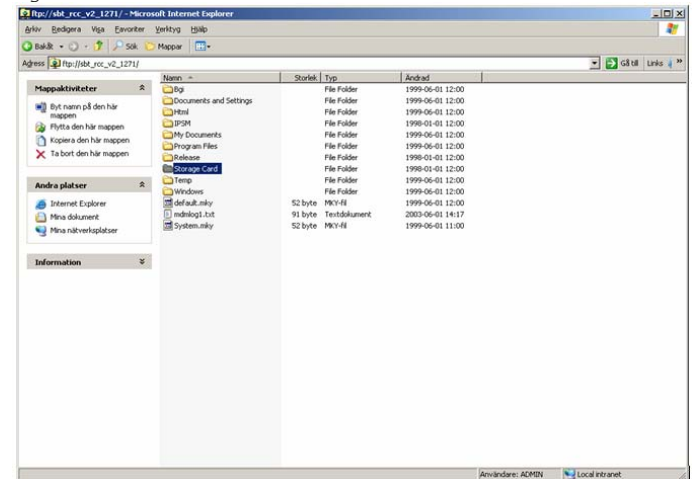 ftp://sbt_rcc_v2_1271/ - Microsoft Internet Explorer
Arkiv Redigera Visa Favoriter Verktyg Hjälp
Bakåt Sök Mappar
Adress ftp://sbt_rcc_v2_1271/ Gå till Links »
Mappaktiviteter
Byt namn på den här mappen
Flytta den här mappen
Kopiera den här mappen
Ta bort den här mappen
Andra platser
Internet Explorer
Mina dokument
Mina nätverksplatser
Information
Namn Storlek Typ Ändrad
Bgi File Folder 1999-06-01 12:00
Documents and Settings File Folder 1999-06-01 12:00
Html File Folder 1999-06-01 12:00
IPSM File Folder 1998-01-01 12:00
My Documents File Folder 1999-06-01 12:00
Program Files File Folder 1999-06-01 12:00
Release File Folder 1998-01-01 12:00
Storage Card File Folder 1998-01-01 12:00
Temp File Folder 1999-06-01 12:00
Windows File Folder 1999-06-01 12:00
default.mky 52 byte MKY-fil 1999-06-01 12:00
mdmlog1.txt 91 byte Textdokument 2003-06-01 14:17
System.mky 52 byte MKY-fil 1999-06-01 11:00
Användare: ADMIN Local intranet